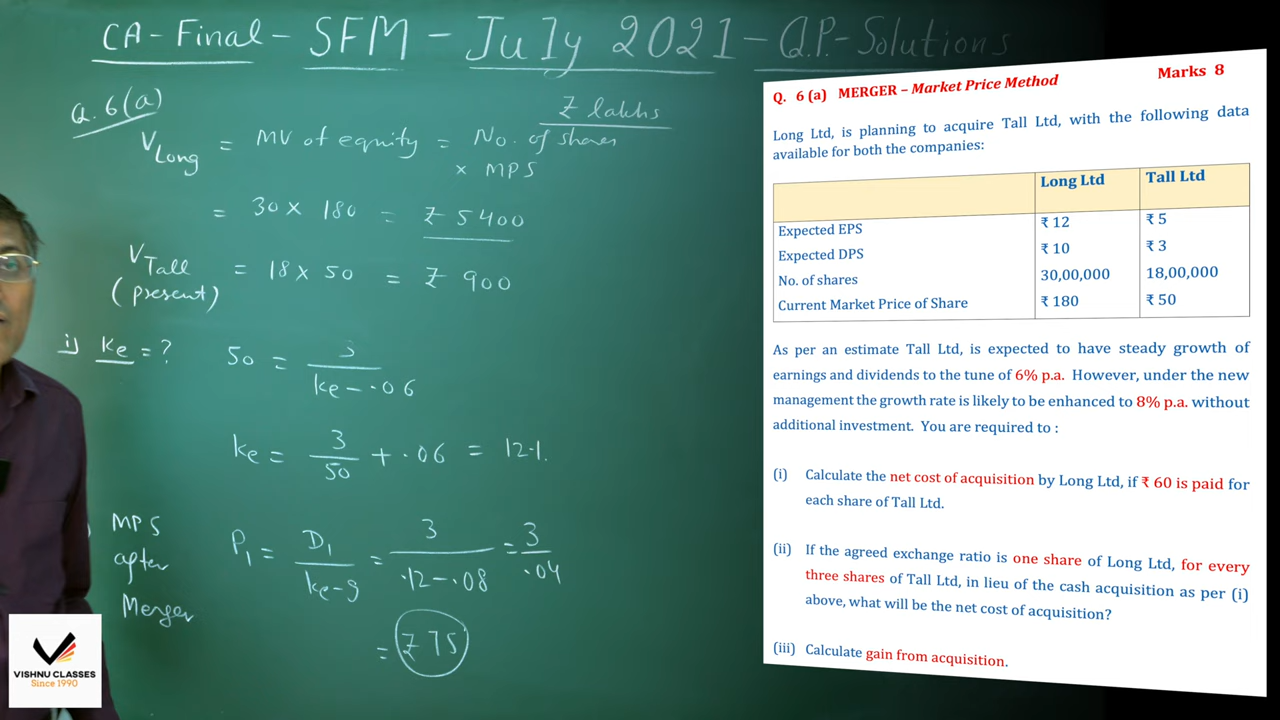 CA-Final - SFM - July 2021 - Q.P.-Solutions
Q. 6(a)
₹ lakhs
V Long = MV of equity = No. of shares
× MPS
= 30 × 180 = ₹ 5400
V Tall = 18 × 50 = ₹ 900
(present)
i) ke = ? 50 = 3 / ke - .06
ke = 3 / 50 + .06 = 12%
MPS
after
Merger
P1 = D1 / ke - g = 3 / .12 - .08 = 3 / .04
= ₹ 75
VISHNU CLASSES
Since 1990
Q. 6 (a) MERGER – Market Price Method Marks 8
Long Ltd, is planning to acquire Tall Ltd, with the following data
available for both the companies:
Long Ltd Tall Ltd
Expected EPS ₹ 12 ₹ 5
Expected DPS ₹ 10 ₹ 3
No. of shares 30,00,000 18,00,000
Current Market Price of Share ₹ 180 ₹ 50
As per an estimate Tall Ltd, is expected to have steady growth of
earnings and dividends to the tune of 6% p.a. However, under the new
management the growth rate is likely to be enhanced to 8% p.a. without
additional investment. You are required to :
(i) Calculate the net cost of acquisition by Long Ltd, if ₹ 60 is paid for
each share of Tall Ltd.
(ii) If the agreed exchange ratio is one share of Long Ltd, for every
three shares of Tall Ltd, in lieu of the cash acquisition as per (i)
above, what will be the net cost of acquisition?
(iii) Calculate gain from acquisition.